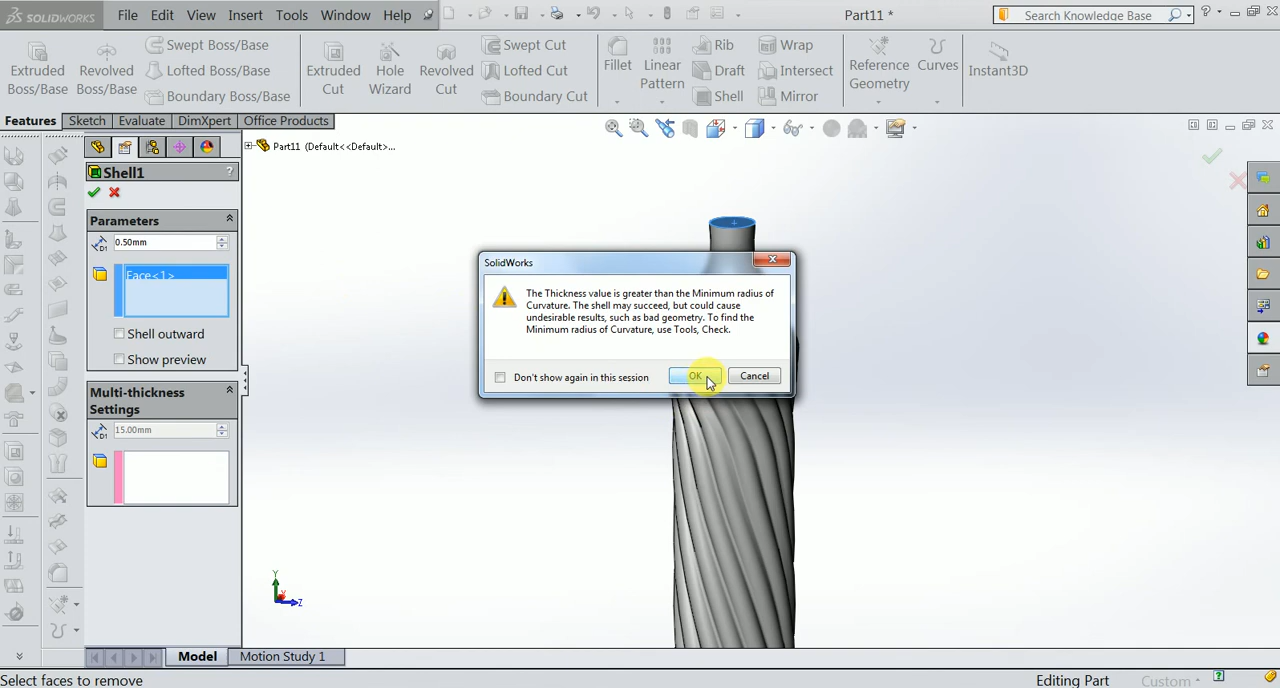 SOLIDWORKS File Edit View Insert Tools Window Help Part11 * Search Knowledge Base ?
Extruded Boss/Base
Revolved Boss/Base
Swept Boss/Base
Lofted Boss/Base
Boundary Boss/Base
Extruded Cut
Hole Wizard
Revolved Cut
Swept Cut
Lofted Cut
Boundary Cut
Fillet
Linear Pattern
Rib
Draft
Shell
Wrap
Intersect
Mirror
Reference Geometry
Curves
Instant3D
Features Sketch Evaluate DimXpert Office Products
Part11 (Default<<Default>...
Shell1 ?
Parameters
D1 0.50mm
Face<1>
Shell outward
Show preview
Multi-thickness
Settings
D1 15.00mm
SolidWorks
The Thickness value is greater than the Minimum radius of
Curvature. The shell may succeed, but could cause
undesirable results, such as bad geometry. To find the
Minimum radius of Curvature, use Tools, Check.
Don't show again in this session OK Cancel
Y
Z
Model Motion Study 1
Select faces to remove Editing Part Custom ?